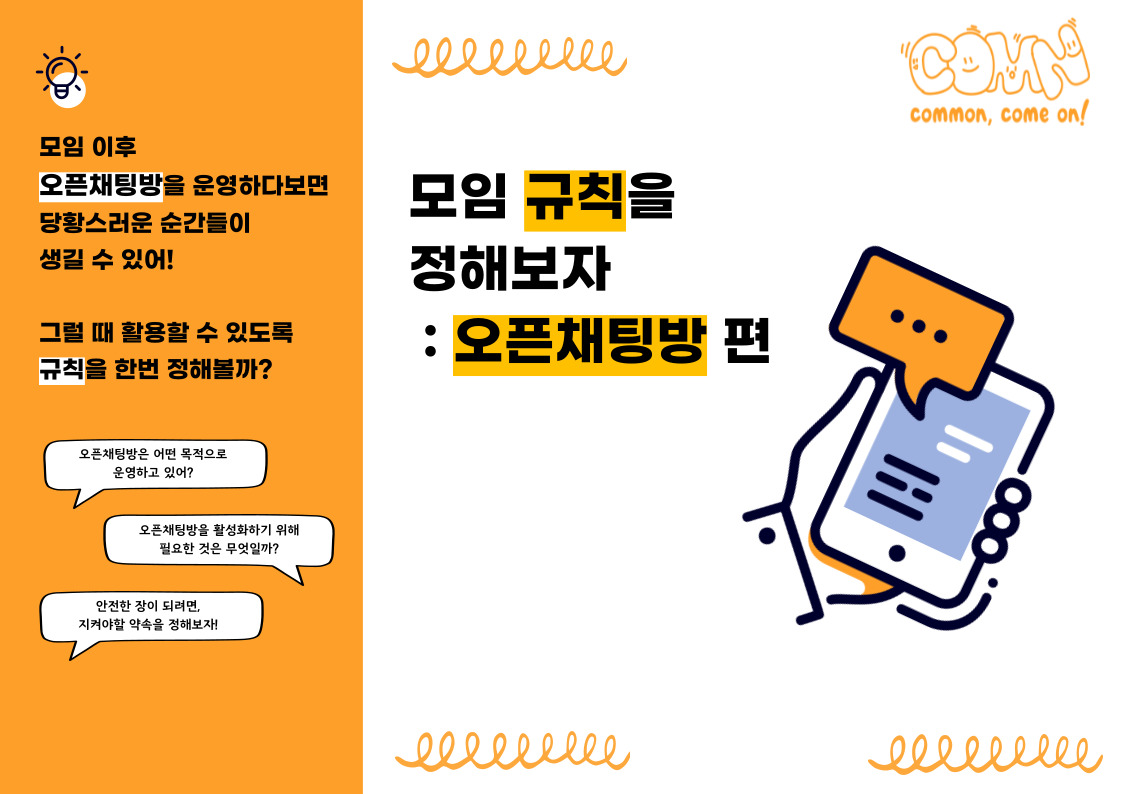 모임 이후
오픈채팅방을 운영하다보면
당황스러운 순간들이
생길 수 있어!
그럴 때 활용할 수 있도록
규칙을 한번 정해볼까?
오픈채팅방은 어떤 목적으로
운영하고 있어?
오픈채팅방을 활성화하기 위해
필요한 것은 무엇일까?
안전한 장이 되려면,
지켜야할 약속을 정해보자!
COMN
common, come on!
모임 규칙을
정해보자
: 오픈채팅방 편